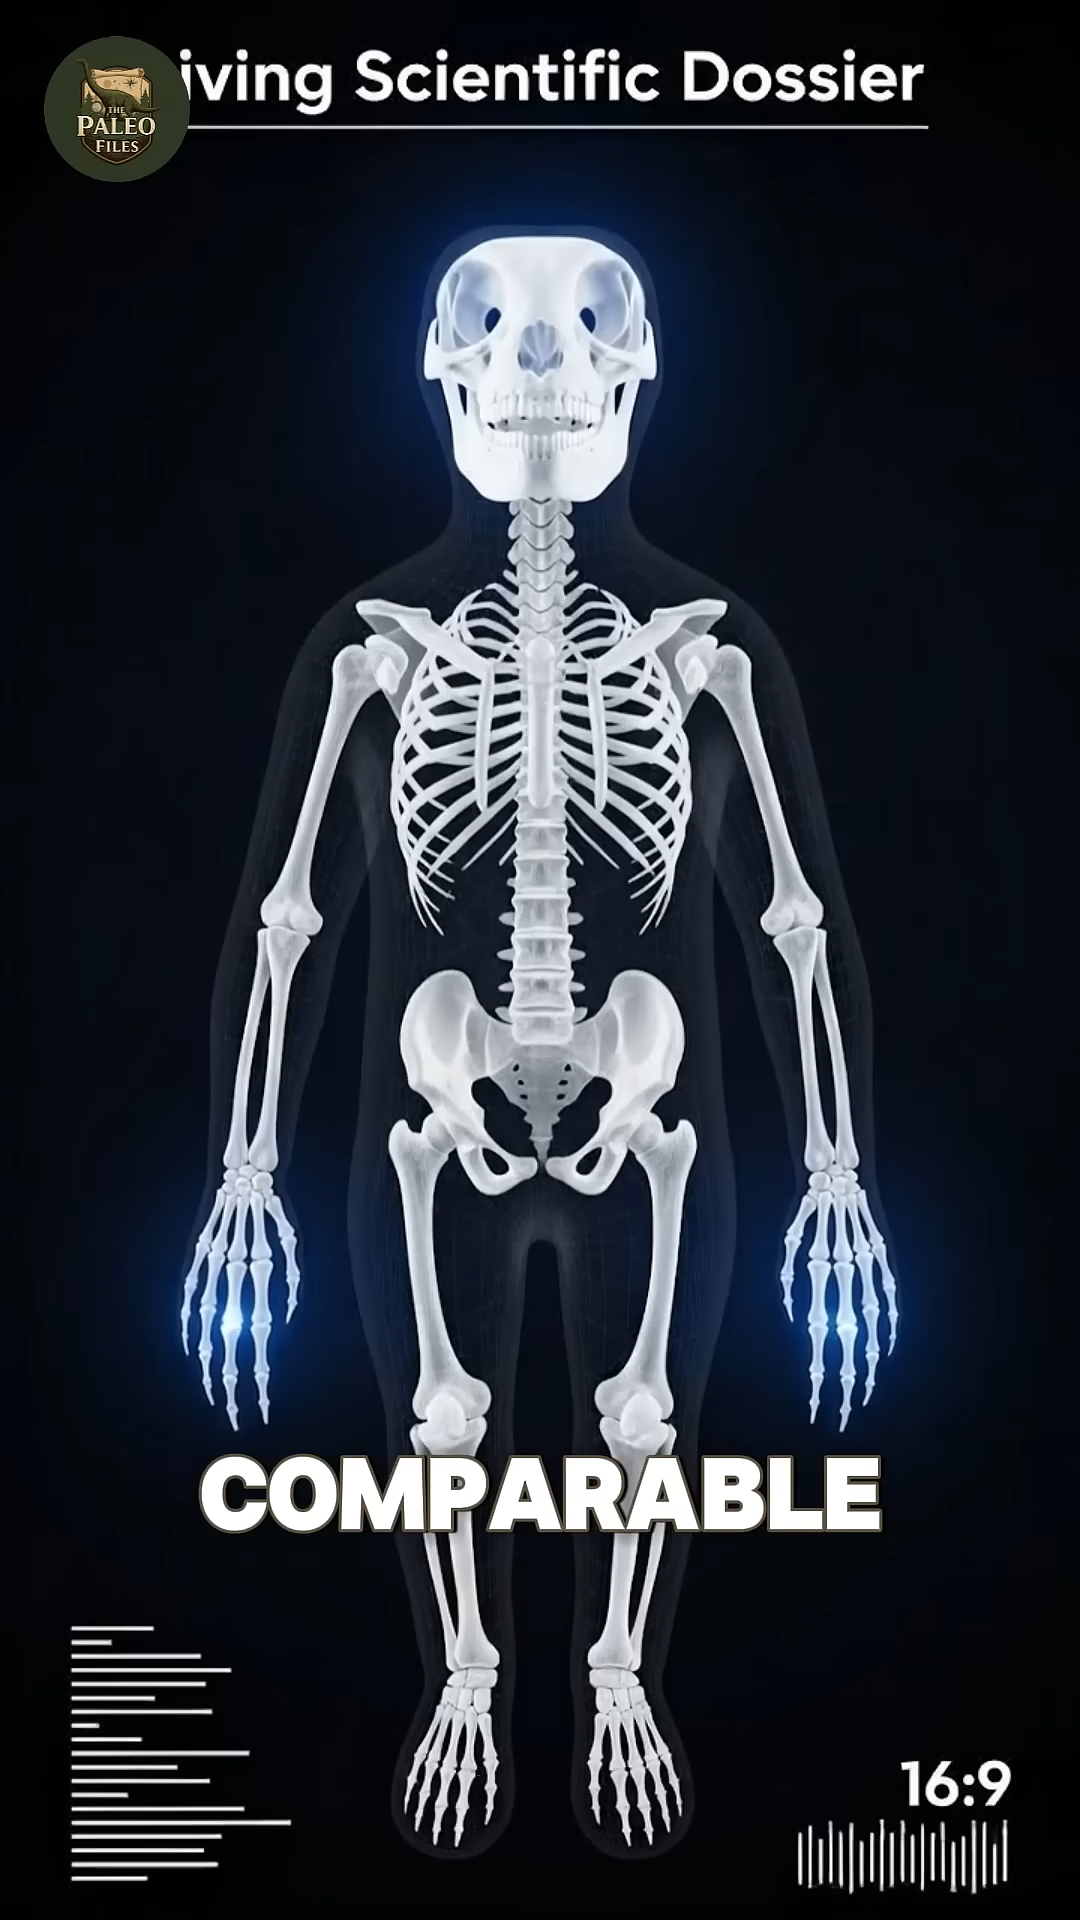 iving Scientific Dossier
THE
PALEO
FILES
COMPARABLE
16:9